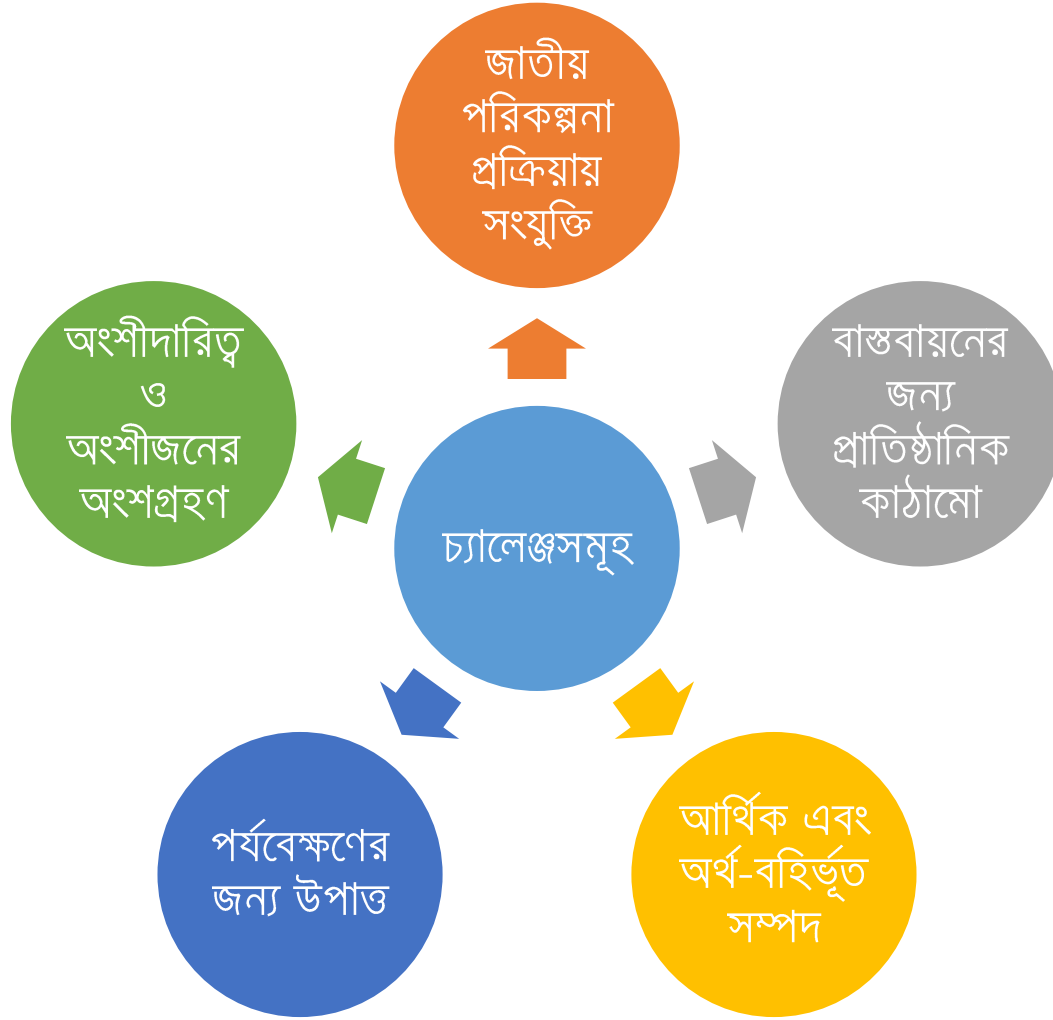 জাতীয়
পরিকল্পনা
প্রক্রিয়ায়
সংযুক্তি
অংশীদারিত্ব
ও
অংশীজনের
অংশগ্রহণ
বাস্তবায়নের
জন্য
প্রাতিষ্ঠানিক
কাঠামো
চ্যালেঞ্জসমূহ
পর্যবেক্ষণের
জন্য উপাত্ত
আর্থিক এবং
অর্থ-বহির্ভূত
সম্পদ